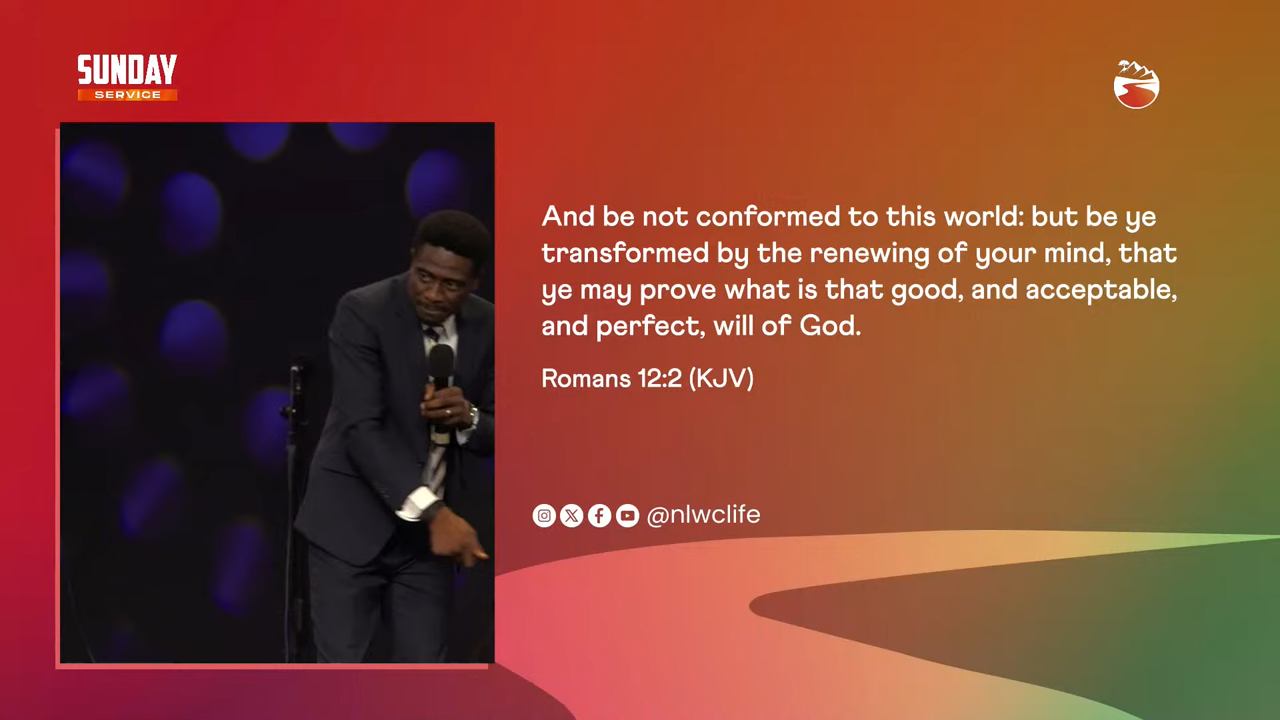 SUNDAY
SERVICE
And be not conformed to this world: but be ye
transformed by the renewing of your mind, that
ye may prove what is that good, and acceptable,
and perfect, will of God.
Romans 12:2 (KJV)
@nlwclife